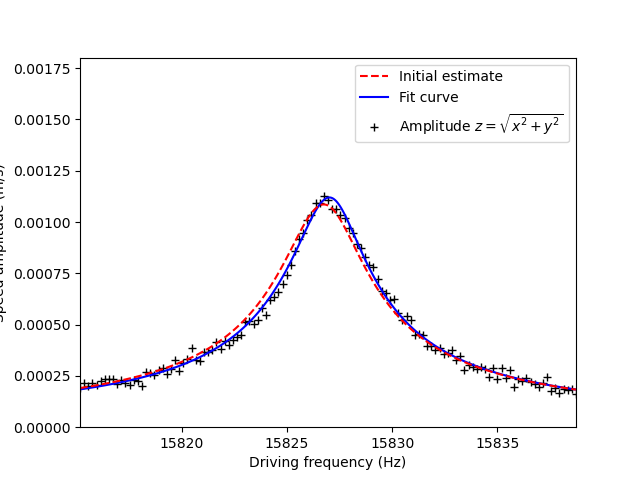 0.00175
0.00150
0.00125
0.00100
0.00075
0.00050
0.00025
0.00000
Speed amplitude (m/s)
15820
15825
15830
15835
Driving frequency (Hz)
Initial estimate
Fit curve
Amplitude z = √x² + y²